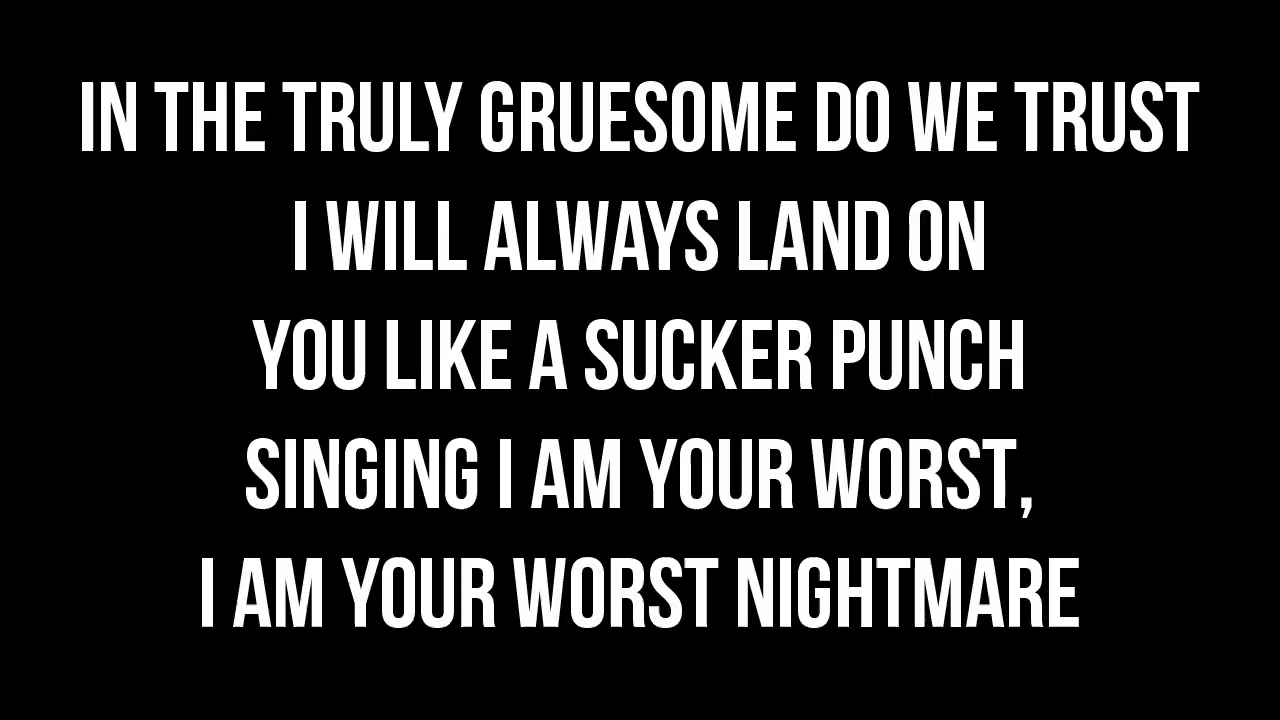 IN THE TRULY GRUESOME DO WE TRUST
I WILL ALWAYS LAND ON
YOU LIKE A SUCKER PUNCH
SINGING I AM YOUR WORST,
I AM YOUR WORST NIGHTMARE